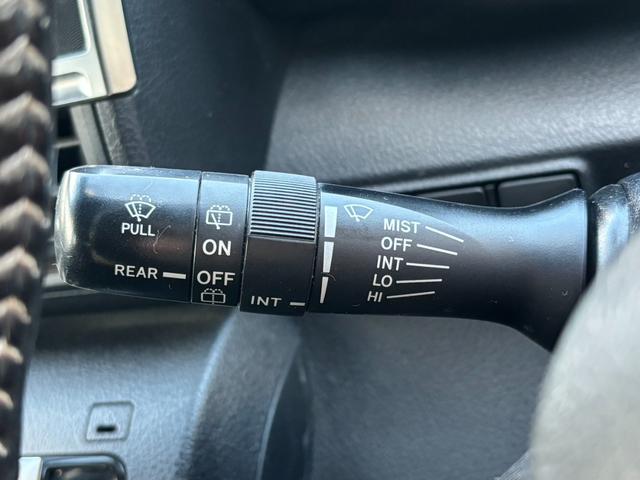 PULL
REAR
ON
OFF
INT
MIST
OFF
INT
LO
HI